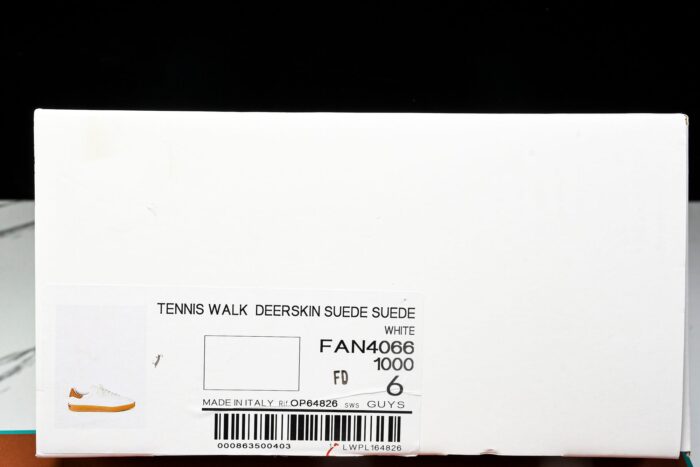 TENNIS WALK DEERSKIN SUEDE SUEDE
WHITE
FAN4066
1000
FD 6
MADE IN ITALY Rif. OP64826 SWS GUYS
000863500403 LWPL164826